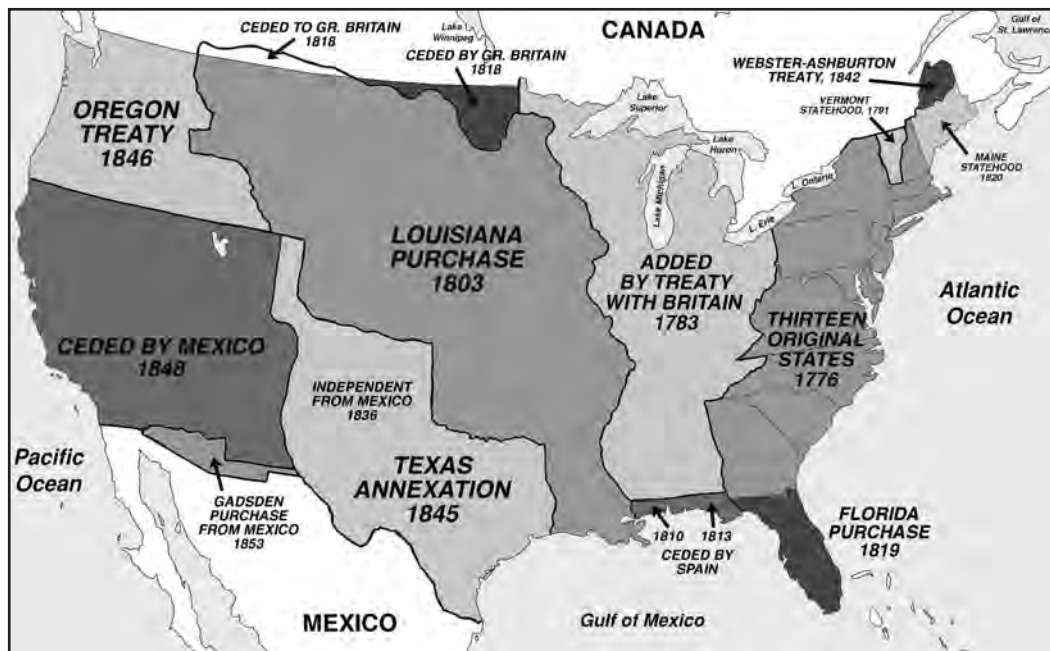 CEDED TO GR. BRITAIN
1818
Lake
Winnipeg
CEDED BY GR. BRITAIN
1818
CANADA
Gulf of
St. Lawrence
WEBSTER-ASHBURTON
TREATY, 1842
VERMONT
STATEHOOD, 1791
MAINE
STATEHOOD
1820
OREGON
TREATY
1846
Lake
Superior
Lake
Huron
Lake Michigan
L. Ontario
L. Erie
LOUISIANA
PURCHASE
1803
ADDED
BY TREATY
WITH BRITAIN
1783
THIRTEEN
ORIGINAL
STATES
1776
Atlantic
Ocean
CEDED BY MEXICO
1848
INDEPENDENT
FROM MEXICO
1836
TEXAS
ANNEXATION
1845
Pacific
Ocean
GADSDEN
PURCHASE
FROM MEXICO
1853
1810
1813
CEDED BY
SPAIN
FLORIDA
PURCHASE
1819
MEXICO
Gulf of Mexico